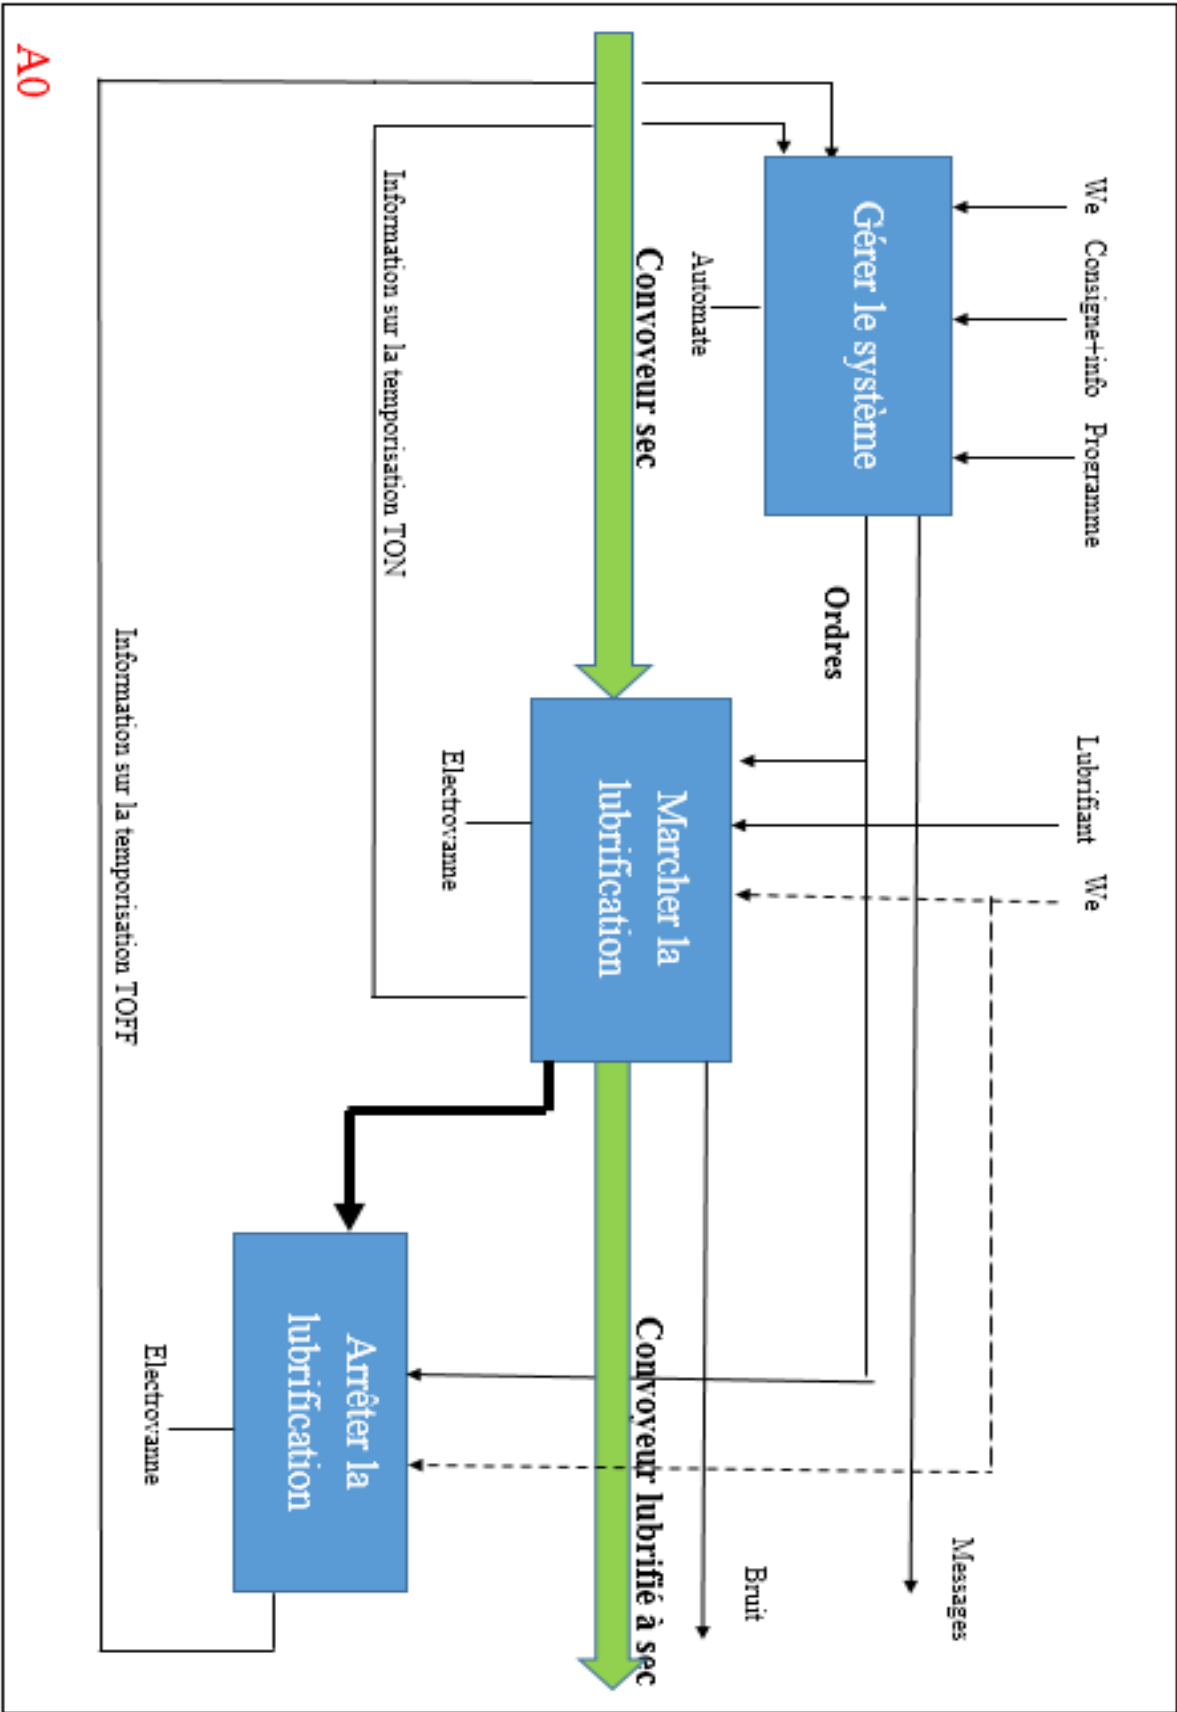 We Consigne+info Programme
Lubrifiant We
Messages
Gérer le système
Ordres
Bruit
Automate
Convoyeur sec
Marcher la
lubrification
Convoyeur lubrifié à sec
Electrovanne
Information sur la temporisation TON
Arrêter la
lubrification
Electrovanne
Information sur la temporisation TOFF
A0